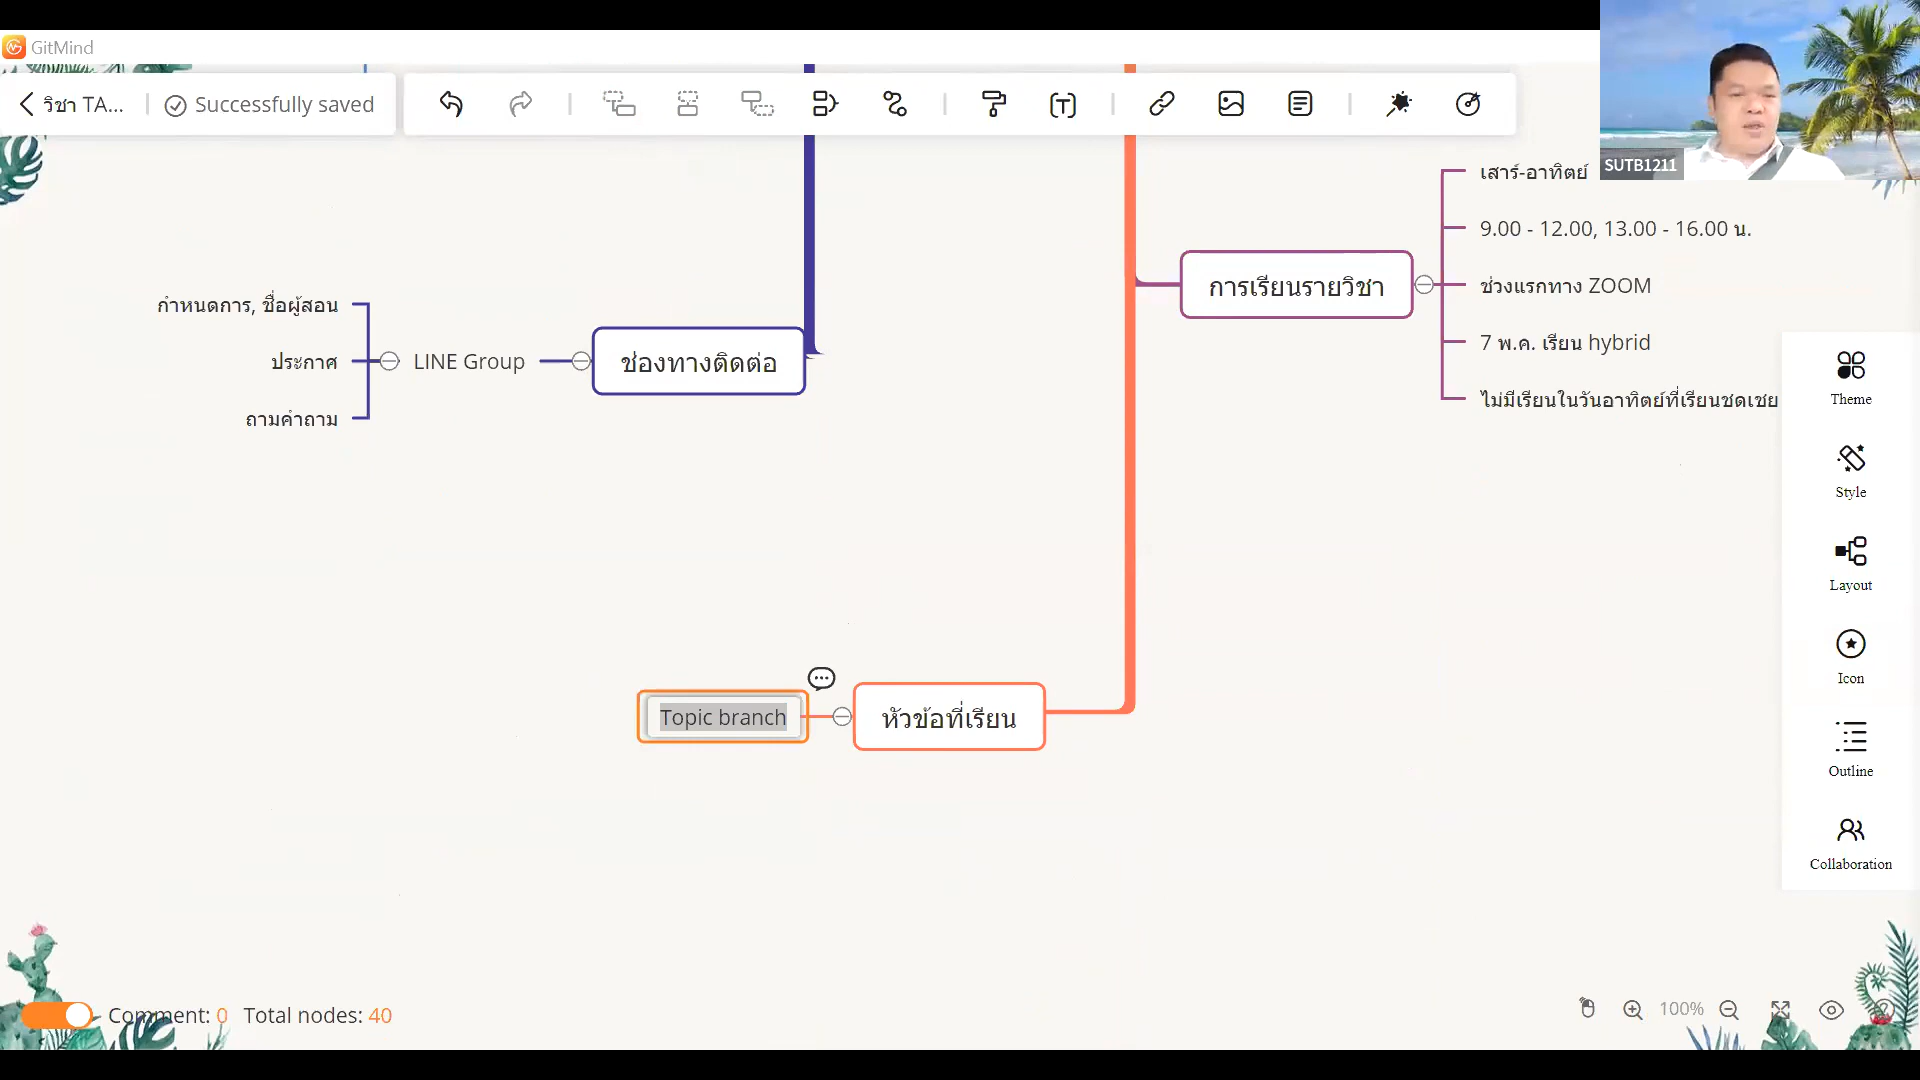 GitMind
วิชา TA...
Successfully saved
SUTB1211
เสาร์-อาทิตย์
9.00 - 12.00, 13.00 - 16.00 น.
การเรียนรายวิชา
ช่วงแรกทาง ZOOM
7 พ.ค. เรียน hybrid
ไม่มีเรียนในวันอาทิตย์ที่เรียนชดเชย
กำหนดการ, ชื่อผู้สอน
ประกาศ
LINE Group
ช่องทางติดต่อ
ถามคำถาม
Theme
Style
Layout
Icon
Outline
Collaboration
Topic branch
หัวข้อที่เรียน
Comment: 0
Total nodes: 40
100%